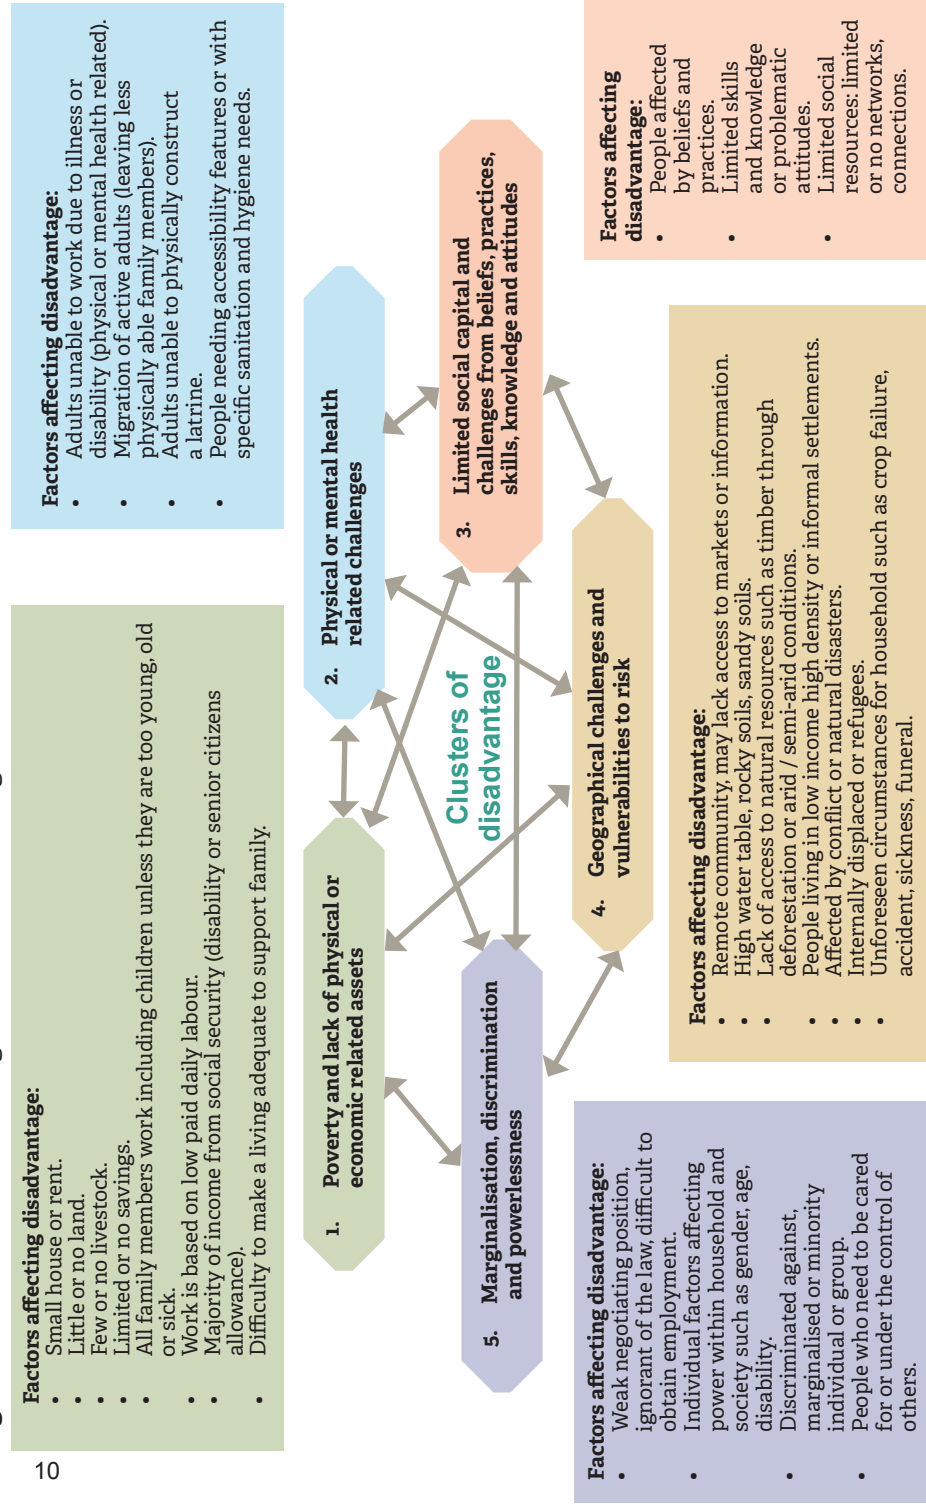 10
Factors affecting disadvantage:
• Small house or rent.
• Little or no land.
• Few or no livestock.
• Limited or no savings.
• All family members work including children unless they are too young, old
or sick.
• Work is based on low paid daily labour.
• Majority of income from social security (disability or senior citizens
allowance).
• Difficulty to make a living adequate to support family.
Factors affecting disadvantage:
• Adults unable to work due to illness or
disability (physical or mental health related).
• Migration of active adults (leaving less
physically able family members).
• Adults unable to physically construct
a latrine.
• People needing accessibility features or with
specific sanitation and hygiene needs.
1. Poverty and lack of physical or
economic related assets
2. Physical or mental health
related challenges
Clusters of
disadvantage
5. Marginalisation, discrimination
and powerlessness
3. Limited social capital and
challenges from beliefs, practices,
skills, knowledge and attitudes
4. Geographical challenges and
vulnerabilities to risk
Factors affecting disadvantage:
• Weak negotiating position,
ignorant of the law, difficult to
obtain employment.
• Individual factors affecting
power within household and
society such as gender, age,
disability.
• Discriminated against,
marginalised or minority
individual or group.
• People who need to be cared
for or under the control of
others.
Factors affecting disadvantage:
• Remote community, may lack access to markets or information.
• High water table, rocky soils, sandy soils.
• Lack of access to natural resources such as timber through
deforestation or arid / semi-arid conditions.
• People living in low income high density or informal settlements.
• Affected by conflict or natural disasters.
• Internally displaced or refugees.
• Unforeseen circumstances for household such as crop failure,
accident, sickness, funeral.
Factors affecting
disadvantage:
• People affected
by beliefs and
practices.
• Limited skills
and knowledge
or problematic
attitudes.
• Limited social
resources: limited
or no networks,
connections.